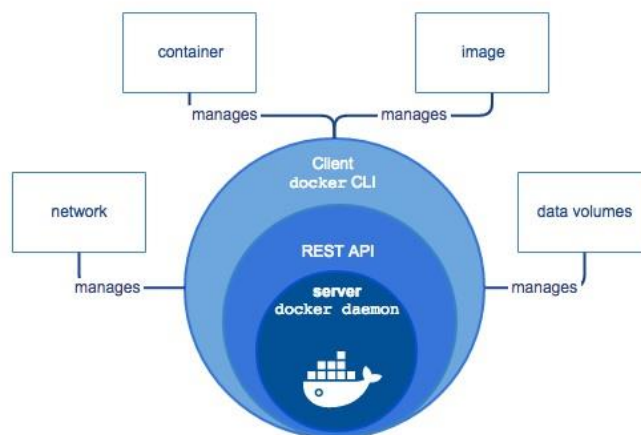 container
image
manages
manages
Client
docker CLI
network
data volumes
REST API
manages
server
manages
docker daemon